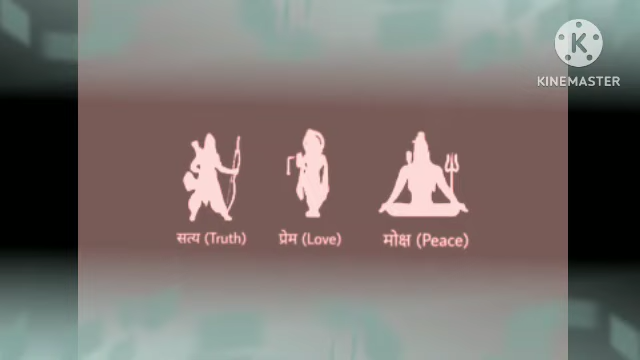 KINEMASTER
सत्य (Truth) प्रेम (Love) मोक्ष (Peace)